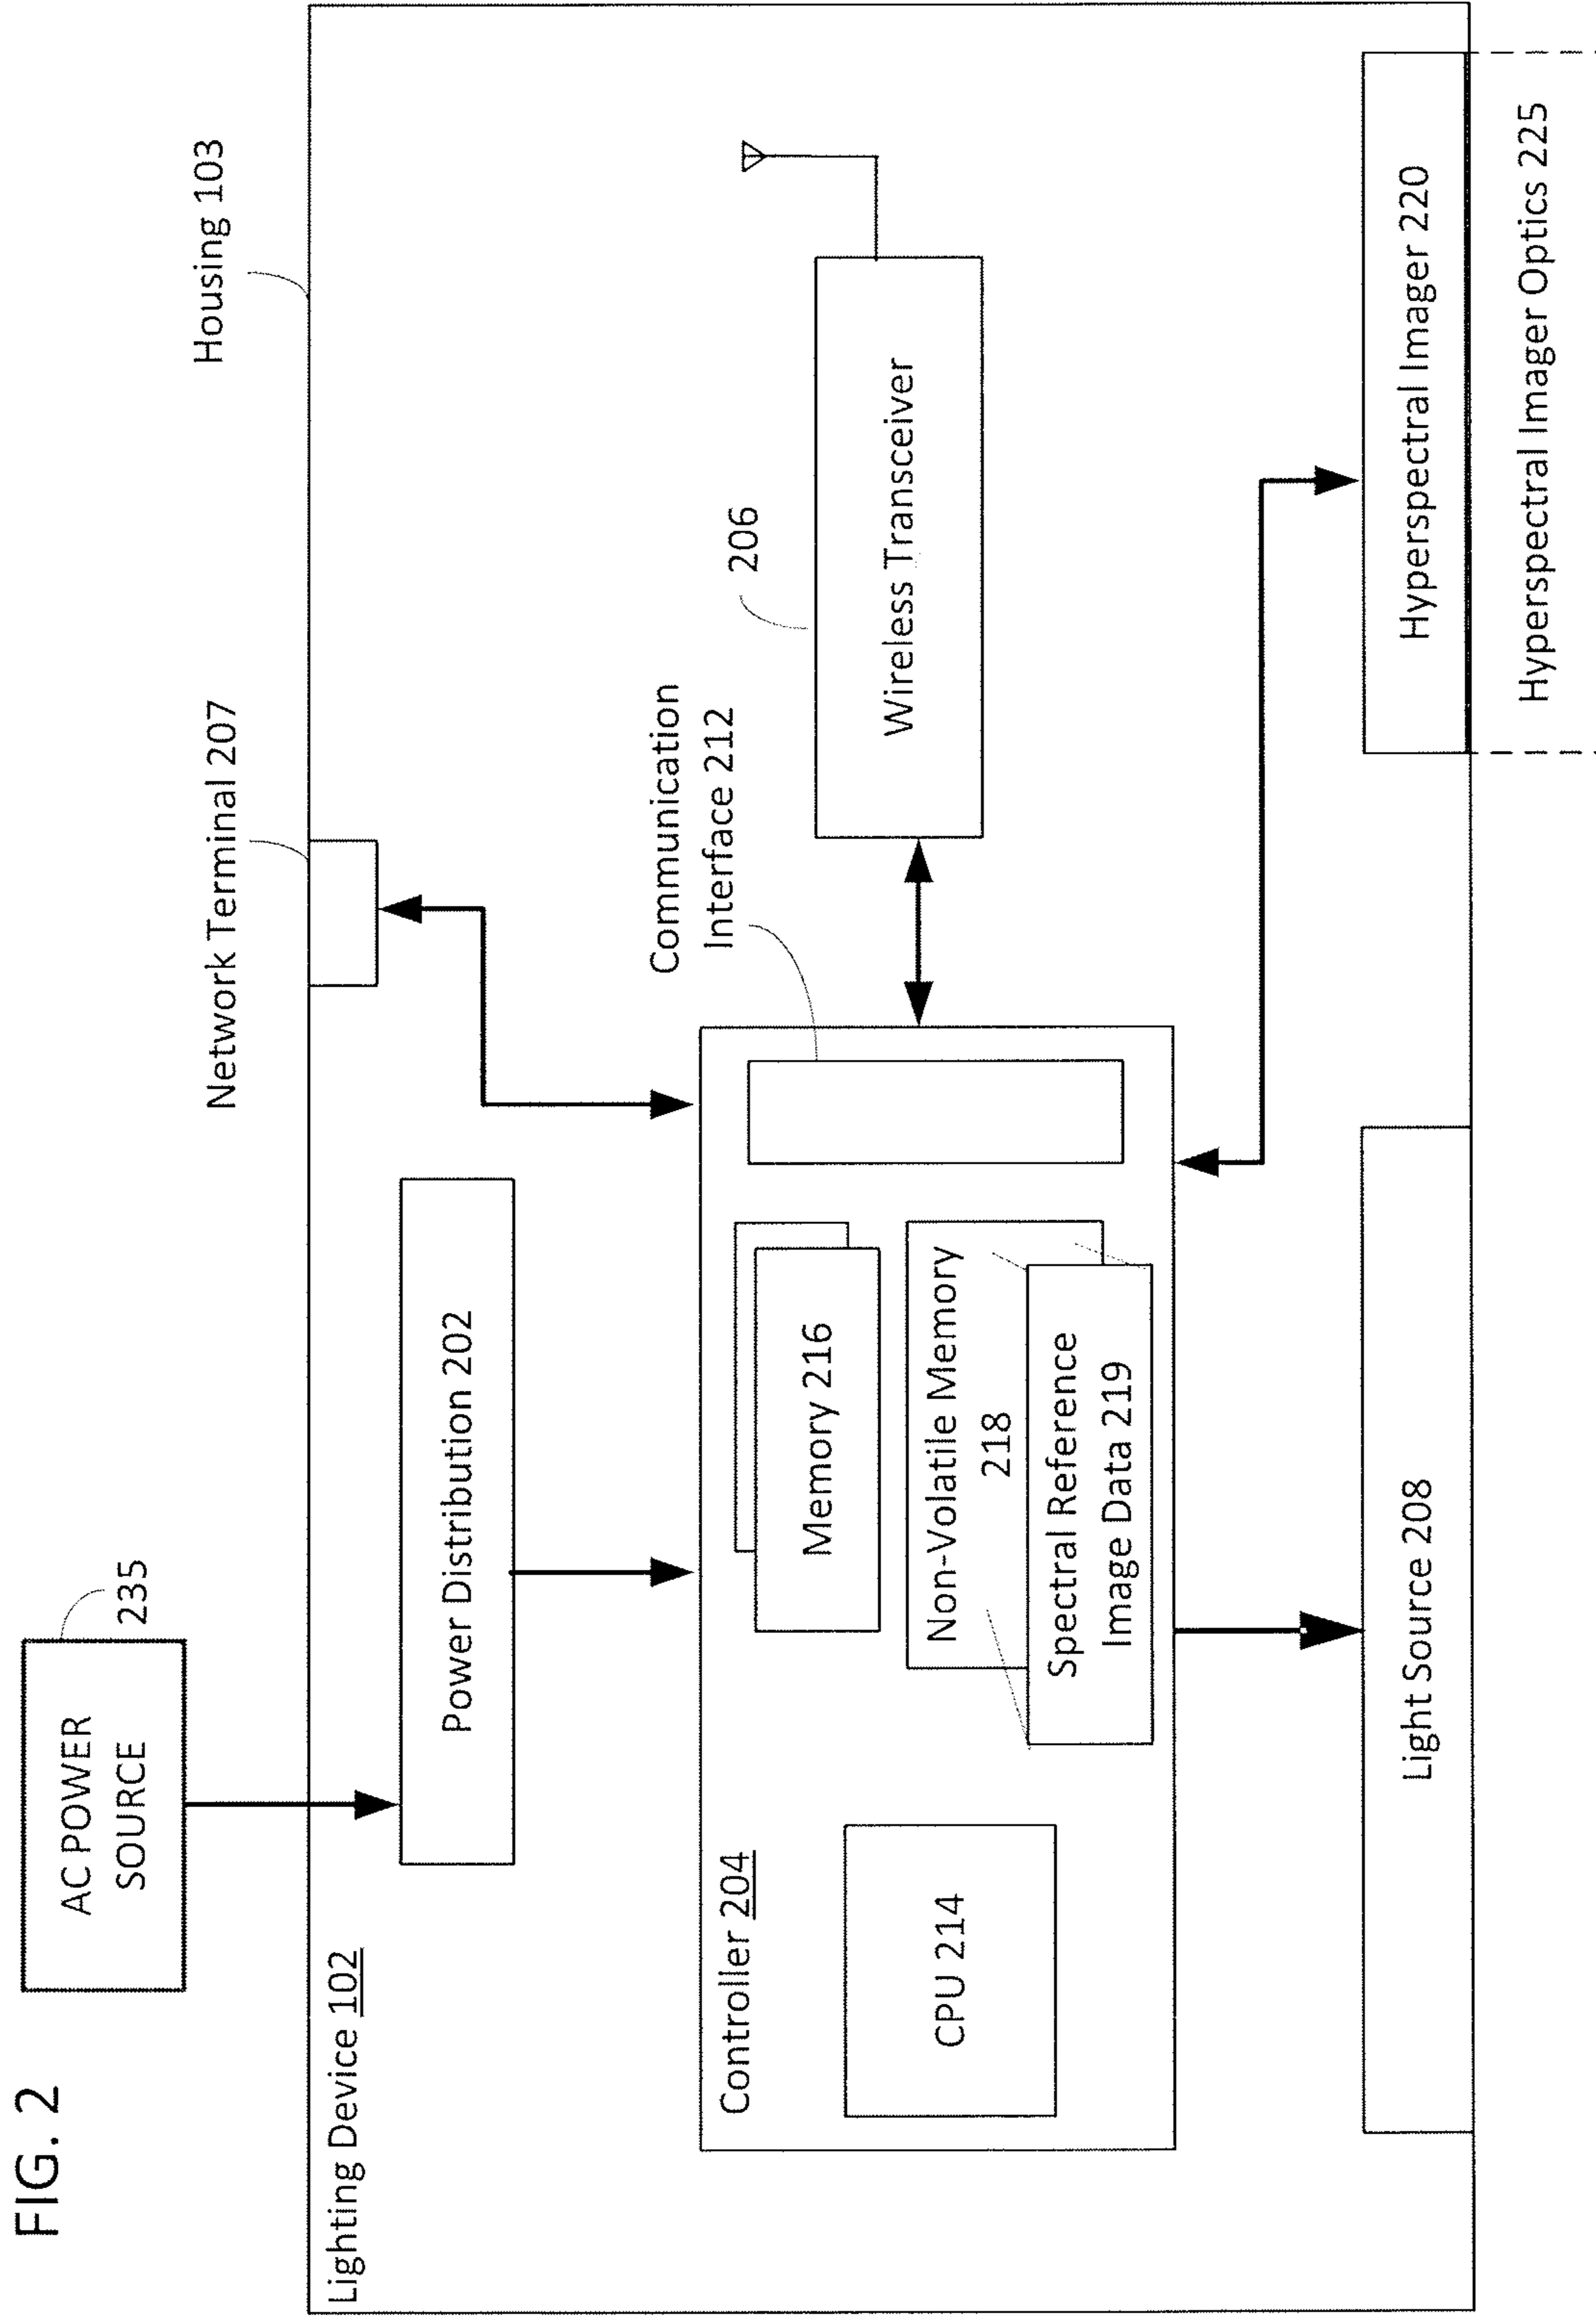 FIG. 2
AC POWER
SOURCE
235
Lighting Device 102
Housing 103
Network Terminal 207
Power Distribution 202
Controller 204
CPU 214
Memory 216
Non-Volatile Memory
218
Spectral Reference
Image Data 219
Communication
Interface 212
206
Wireless Transceiver
Light Source 208
Hyperspectral Imager 220
Hyperspectral Imager Optics 225